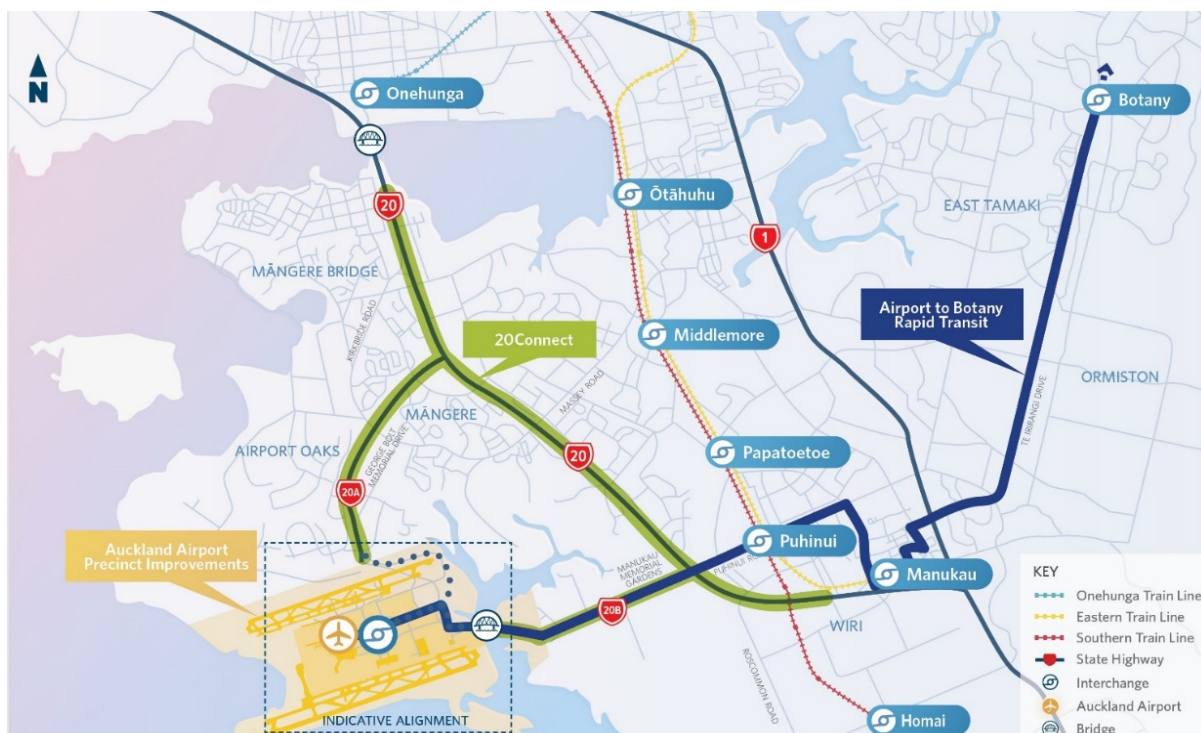 N
Onehunga
Botany
Ōtāhuhu
20
EAST TAMAKI
1
MĀNGERE BRIDGE
KIRKBRIDE ROAD
Airport to Botany
Rapid Transit
20Connect
Middlemore
MASSEY ROAD
ORMISTON
TE IRIRANGI DRIVE
MĀNGERE
AIRPORT OAKS
GEORGE BOLT
MEMORIAL DRIVE
20
Papatoetoe
20A
Auckland Airport
Precinct Improvements
Puhinui
PUHINUI RO
MANUKAU
MEMORIAL
GARDENS
Manukau
20B
WIRI
ROSCOMMON ROAD
INDICATIVE ALIGNMENT
Homai
KEY
Onehunga Train Line
Eastern Train Line
Southern Train Line
State Highway
Interchange
Auckland Airport
Bridge